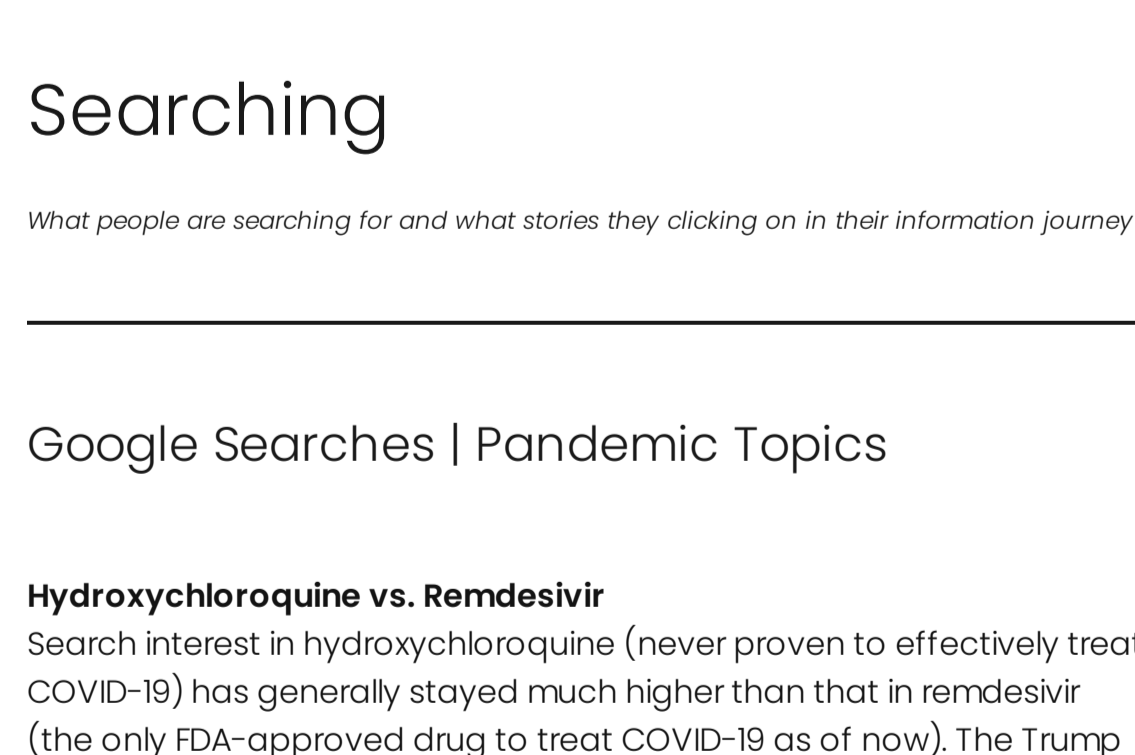 Searching
What people are searching for and what stories they clicking on in their information journey
Google Searches | Pandemic Topics
Hydroxychloroquine vs. Remdesivir
Search interest in hydroxychloroquine (never proven to effectively treat
COVID-19) has generally stayed much higher than that in remdesivir
(the only FDA-approved drug to treat COVID-19 as of now). The Trump